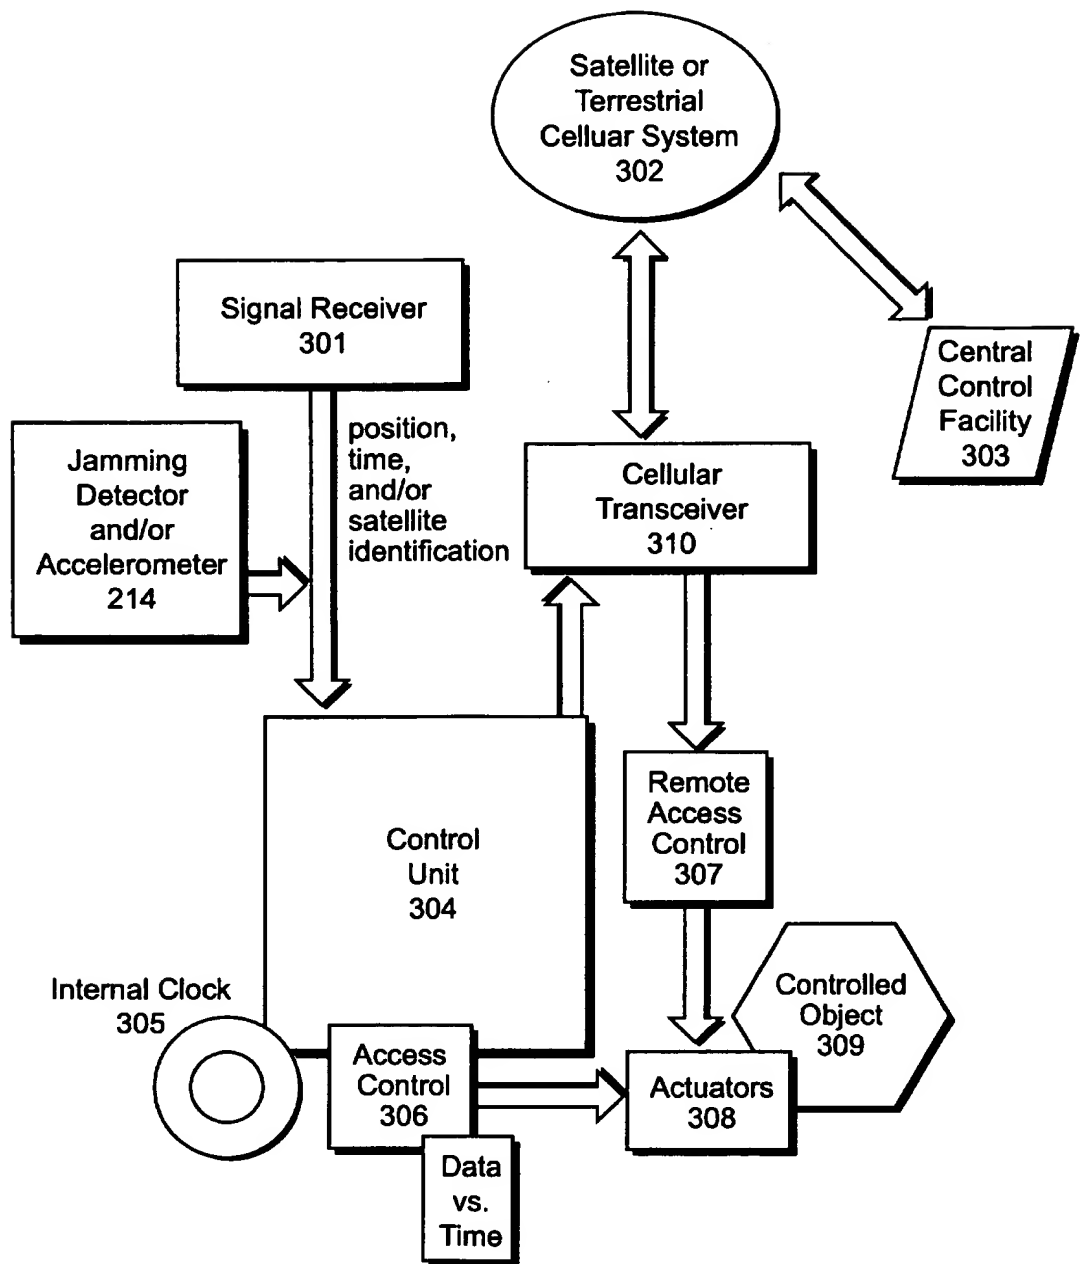 Satellite or
Terrestrial
Celluar System
302
Signal Receiver
301
Central
Control
Facility
303
Jamming
Detector
and/or
Accelerometer
214
position,
time,
and/or
satellite
identification
Cellular
Transceiver
310
Remote
Access
Control
307
Control
Unit
304
Internal Clock
305
Controlled
Object
309
Access
Control
306
Actuators
308
Data
vs.
Time